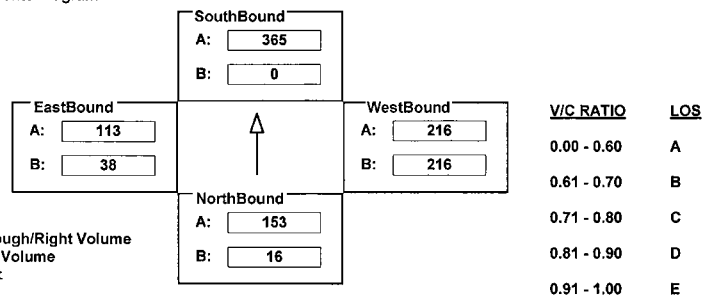 SouthBound
A: 365
B: 0
EastBound
A: 113
B: 38
WestBound
A: 216
B: 216
NorthBound
A: 153
B: 16
ough/Right Volume
Volume
V/C RATIO LOS
0.00 - 0.60 A
0.61 - 0.70 B
0.71 - 0.80 C
0.81 - 0.90 D
0.91 - 1.00 E